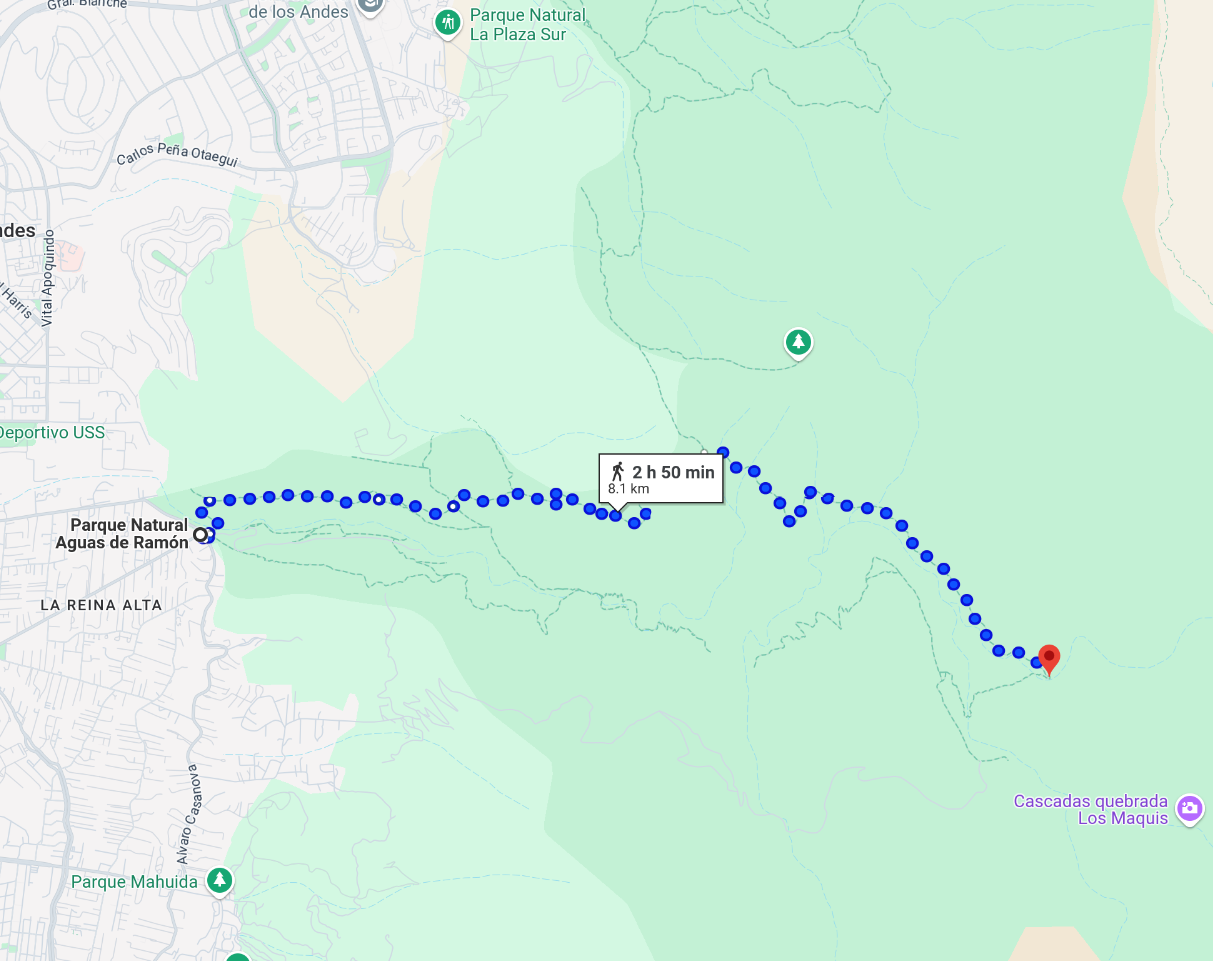 Gral. Blanche
de los Andes
Parque Natural
La Plaza Sur
Carlos Peña Otaegui
ndes
Vital Apoquindo
l Harris
Deportivo USS
2 h 50 min
8.1 km
Parque Natural
Aguas de Ramón
LA REINA ALTA
Alvaro Casanova
Cascadas quebrada
Los Maquis
Parque Mahuida